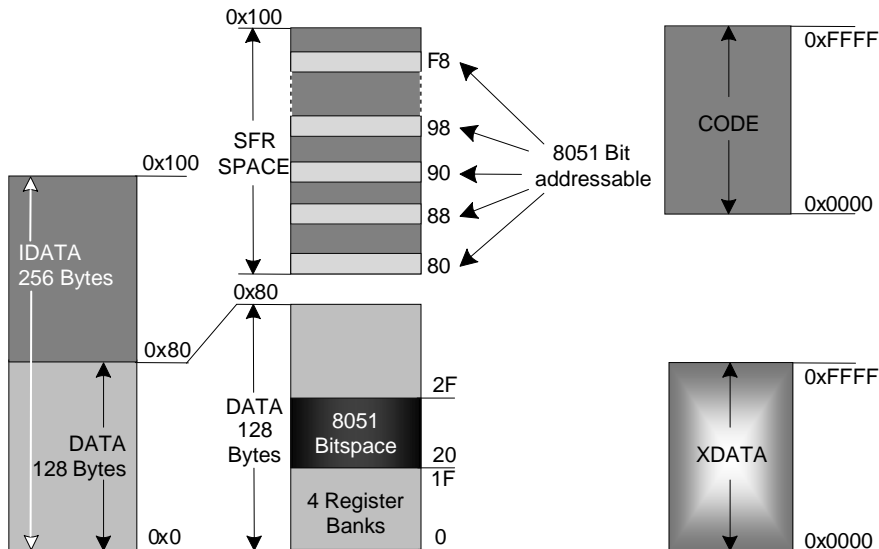 0x100
F8
98
90
88
80
SFR
SPACE
8051 Bit
addressable
0xFFFF
CODE
0x0000
0x100
IDATA
256 Bytes
0x80
DATA
128 Bytes
0x0
0x80
DATA
128
Bytes
2F
8051
Bitspace
20
1F
4 Register
Banks
0
0xFFFF
XDATA
0x0000